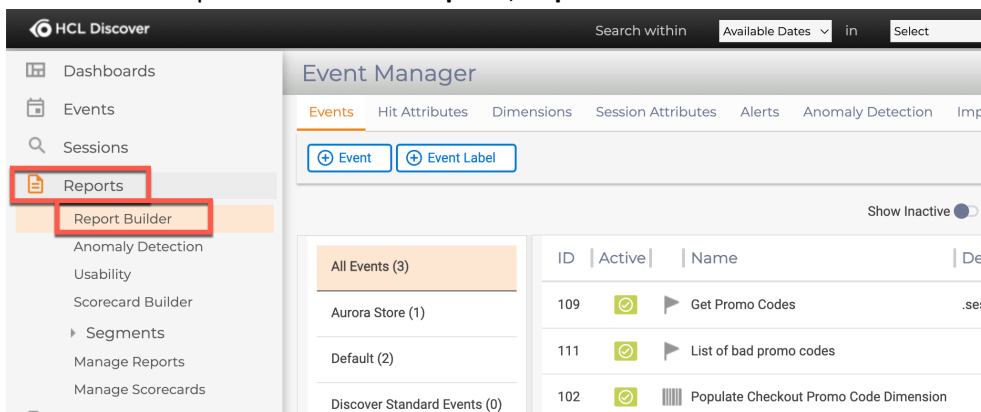 HCL Discover
Search within Available Dates in Select
Dashboards
Events
Sessions
Reports
Report Builder
Anomaly Detection
Usability
Scorecard Builder
Segments
Manage Reports
Manage Scorecards
Event Manager
Events Hit Attributes Dimensions Session Attributes Alerts Anomaly Detection Imp
Event Event Label
Show Inactive
All Events (3)
Aurora Store (1)
Default (2)
Discover Standard Events (0)
ID Active Name De
109 Get Promo Codes .se
111 List of bad promo codes
102 Populate Checkout Promo Code Dimension